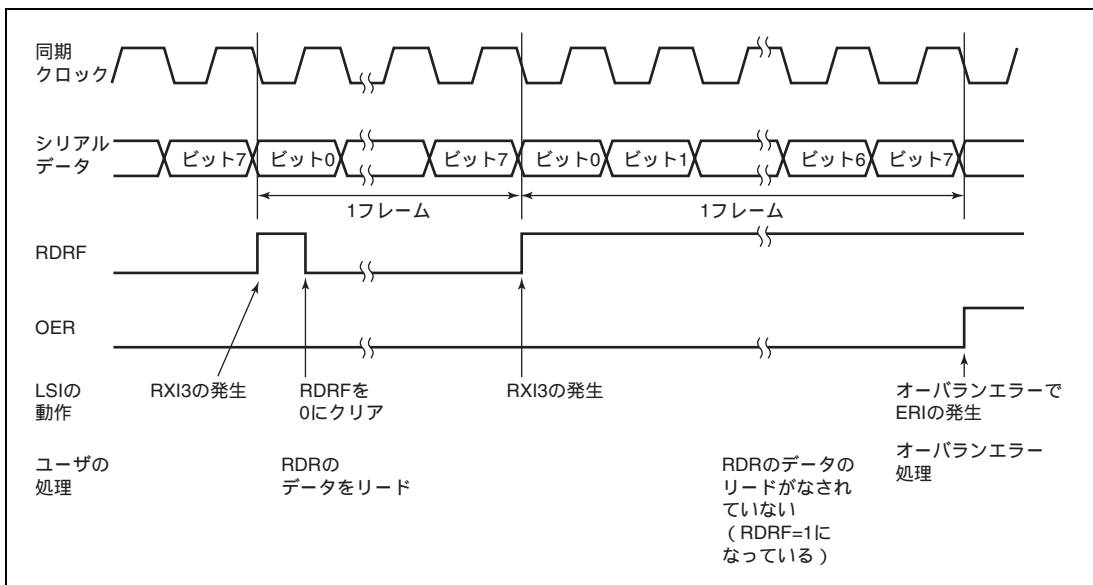 同期
クロック
シリアル
データ
ビット7 ビット0 ビット7 ビット0 ビット1 ビット6 ビット7
1フレーム 1フレーム
RDRF
OER
LSIの
動作
RXI3の発生
RDRFを
0にクリア
RXI3の発生
オーバランエラーで
ERIの発生
ユーザの
処理
RDRの
データをリード
RDRのデータの
リードがなされ
ていない
（RDRF=1に
なっている）
オーバランエラー
処理